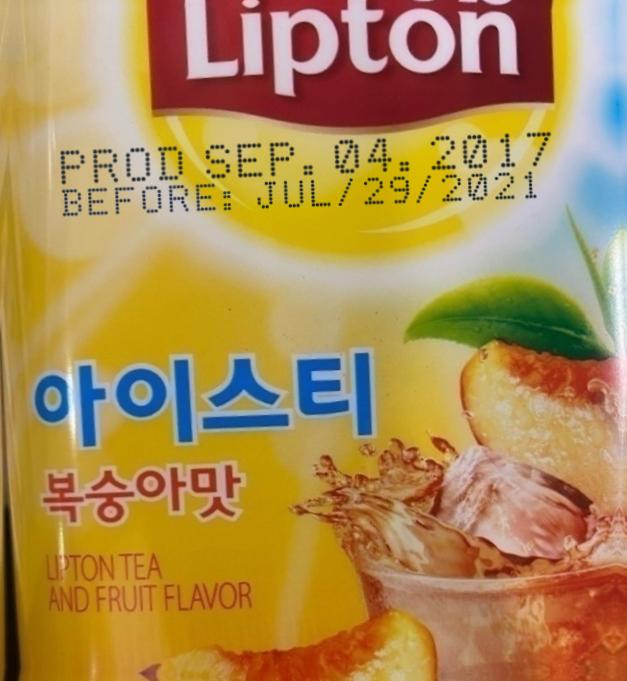 Lipton
PROD SEP. 04. 2017
BEFORE: JUL/29/2021
아이스티
복숭아맛
LIPTON TEA
AND FRUIT FLAVOR